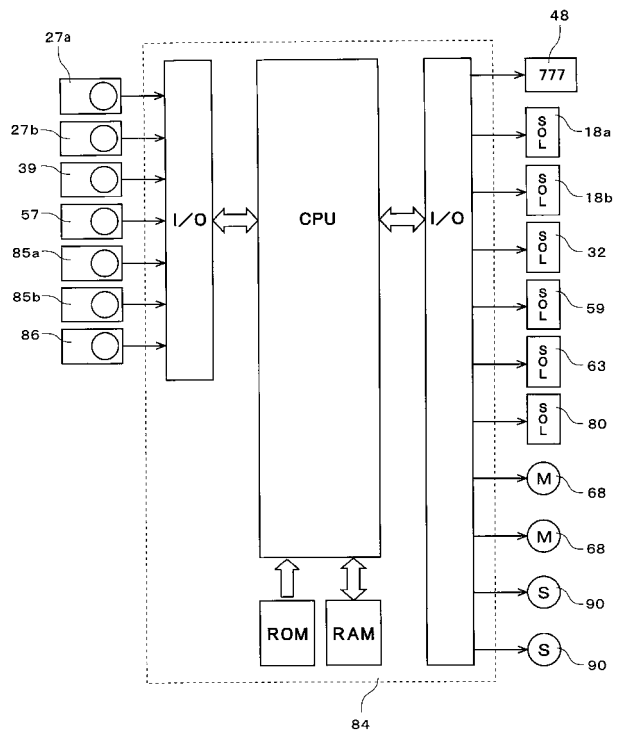 27a
27b
39
57
85a
85b
86
I/O
CPU
I/O
ROM
RAM
84
777
48
SOL
18a
SOL
18b
SOL
32
SOL
59
SOL
63
SOL
80
M
68
M
68
S
90
S
90